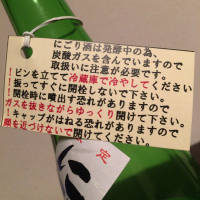 にごり酒は発酵中の為、
炭酸ガスを含んでいますので
取扱いに注意が必要です。
！ビンを立てて冷蔵庫で冷やしてください
！振ってすぐに開栓しないで下さい。
！開栓時に噴出す恐れがありますので
ガスを抜きながらゆっくり開けて下さい
！キャップがはねる恐れがありますので
顔を近づけないで開けてください。
定